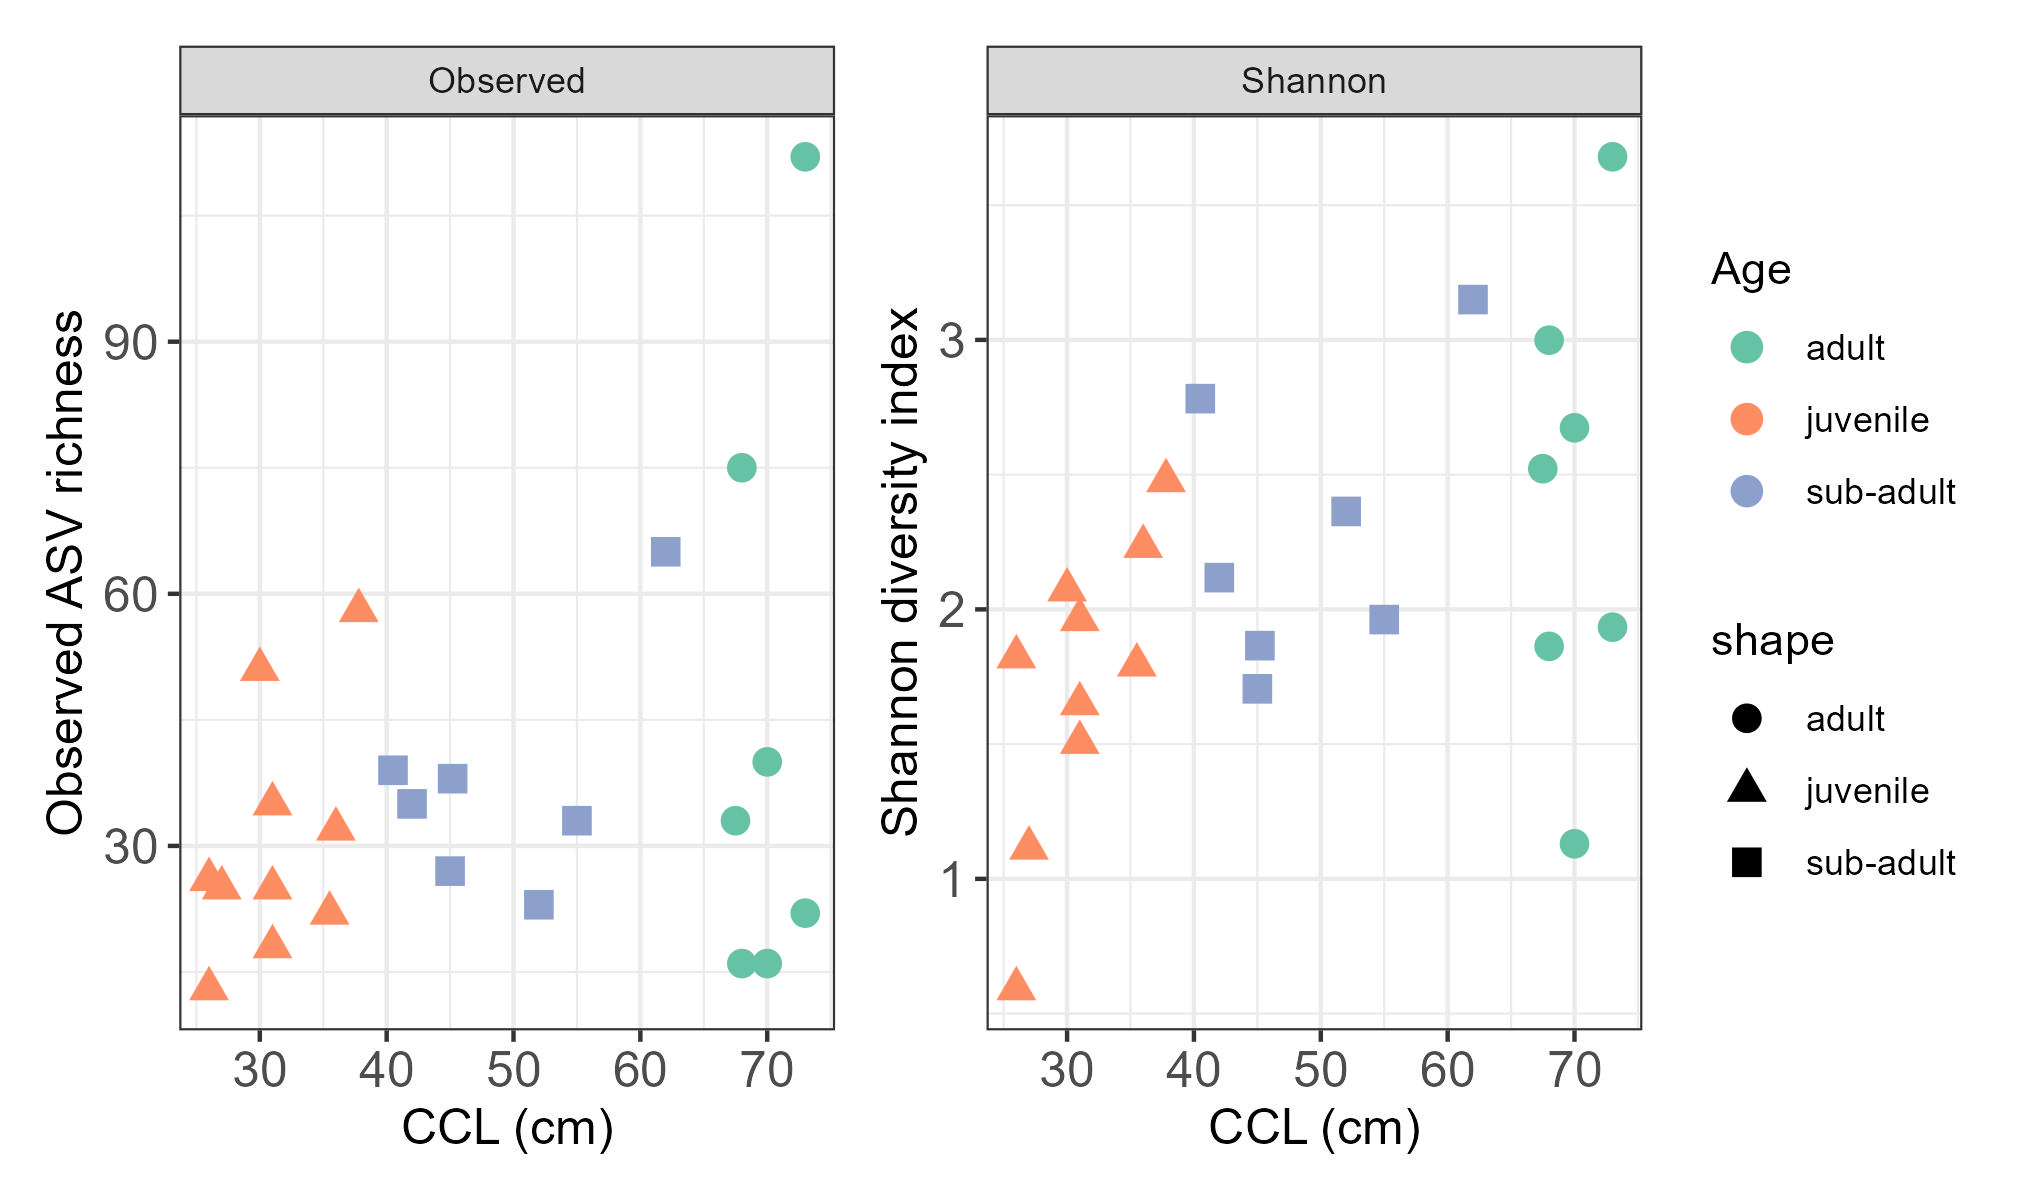 Observed
Shannon
Observed ASV richness
90
60
30
30 40 50 60 70
CCL (cm)
Shannon diversity index
3
2
1
30 40 50 60 70
CCL (cm)
Age
adult
juvenile
sub-adult
shape
adult
juvenile
sub-adult